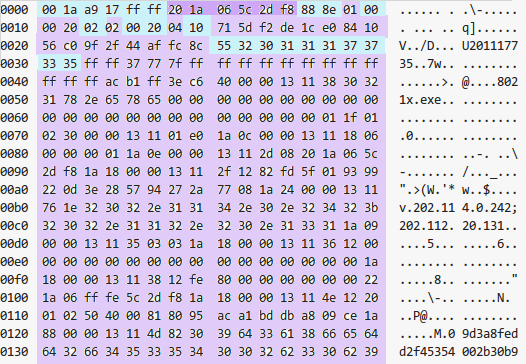 0000 00 1a a9 17 ff ff 20 1a 06 5c 2d f8 88 8e 01 00 ...... .. .\-.....
0010 00 20 02 02 00 20 04 10 71 5d f2 de 1c e0 84 10 . ... .. q]......
0020 56 c0 9f 2f 44 af fc 8c 55 32 30 31 31 31 37 37 V../D... U2011177
0030 33 35 ff ff 37 77 7f ff ff ff ff ff ff ff ff ff 35..7w.. ........
0040 ff ff ff ac b1 ff 3e c6 40 00 00 13 11 38 30 32 ......>. @....802
0050 31 78 2e 65 78 65 00 00 00 00 00 00 00 00 00 00 1x.exe.. ........
0060 00 00 00 00 00 00 00 00 00 00 00 00 01 1f 01 ........ ........
0070 02 30 00 00 13 11 01 e0 1a 0c 00 00 13 11 18 06 .0...... ........
0080 00 00 00 01 1a 0e 00 00 13 11 2d 08 20 1a 06 5c ........ ..-. ..\
0090 2d f8 1a 18 00 00 13 11 2f 12 82 fd 5f 01 93 99 -....... /..._...
00a0 22 0d 3e 28 57 94 27 2a 77 08 1a 24 00 00 13 11 ".>(W.'* w..$....
00b0 76 1e 32 30 32 2e 31 31 34 2e 30 2e 32 34 32 3b v.202.11 4.0.242;
00c0 32 30 32 2e 31 31 32 2e 32 30 2e 31 33 31 1a 09 202.112. 20.131..
00d0 00 00 13 11 35 03 03 1a 18 00 00 13 11 36 12 00 ....5... .....6..
00e0 00 00 00 00 00 00 00 00 00 00 00 00 00 00 00 1a ........ ........
00f0 18 00 00 13 11 38 12 fe 80 00 00 00 00 00 00 22 .....8.. ......."
0100 1a 06 ff fe 5c 2d f8 1a 18 00 00 13 11 4e 12 20 ....\-.. .....N. 
0110 01 02 50 40 00 81 80 95 ac a1 bd db a8 09 ce 1a ..P@.... ........
0120 88 00 00 13 11 4d 82 30 39 64 33 61 38 66 65 64 .....M.0 9d3a8fed
0130 64 32 66 34 35 33 35 34 30 30 32 62 33 30 62 39 d2f45354 002b30b9